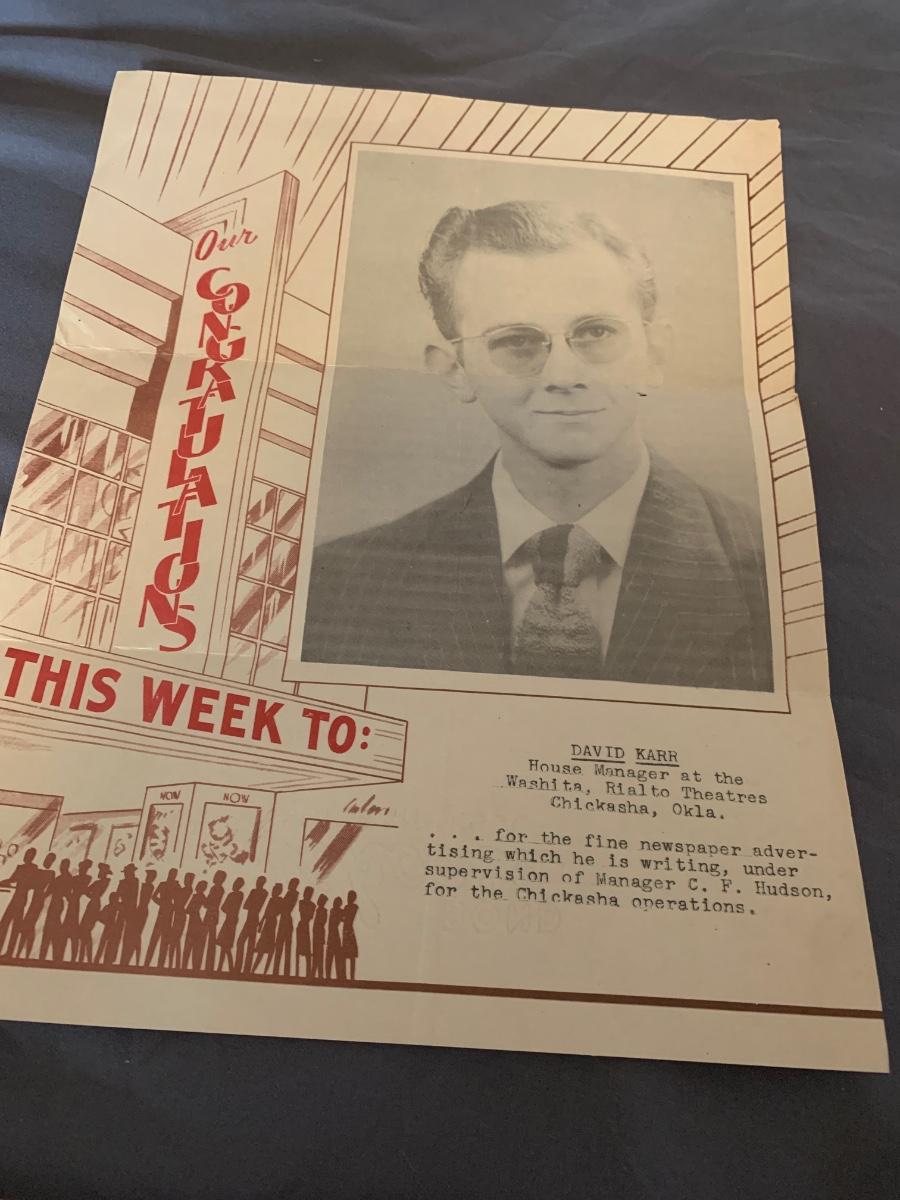 Our
CONGRATULATIONS
THIS WEEK TO:
NOW
NOW
DAVID KARR
House Manager at the
Washita, Rialto Theatres
Chickasha, Okla.
. . . for the fine newspaper adver-
tising which he is writing, under
supervision of Manager C. F. Hudson,
for the Chickasha operations.